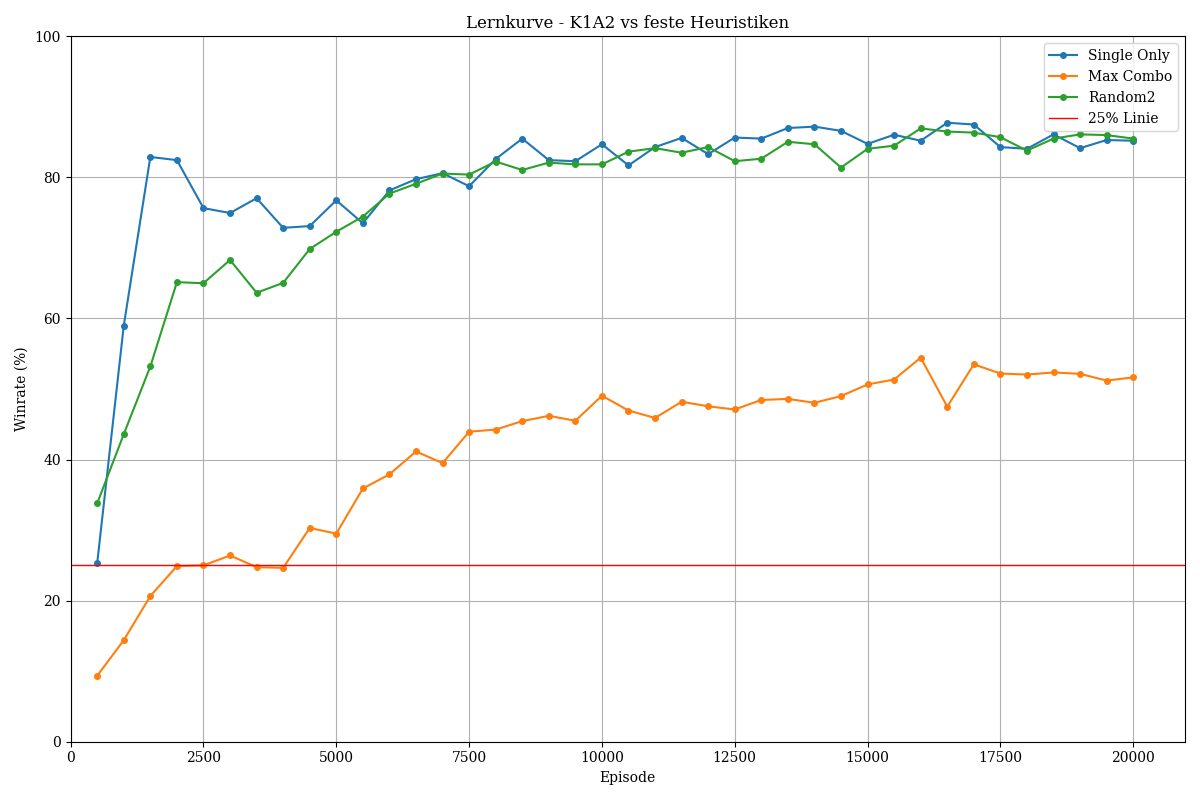 Lernkurve - K1A2 vs feste Heuristiken
Winrate (%)
100
80
60
40
20
0
Single Only
Max Combo
Random2
25% Linie
0 2500 5000 7500 10000 12500 15000 17500 20000
Episode